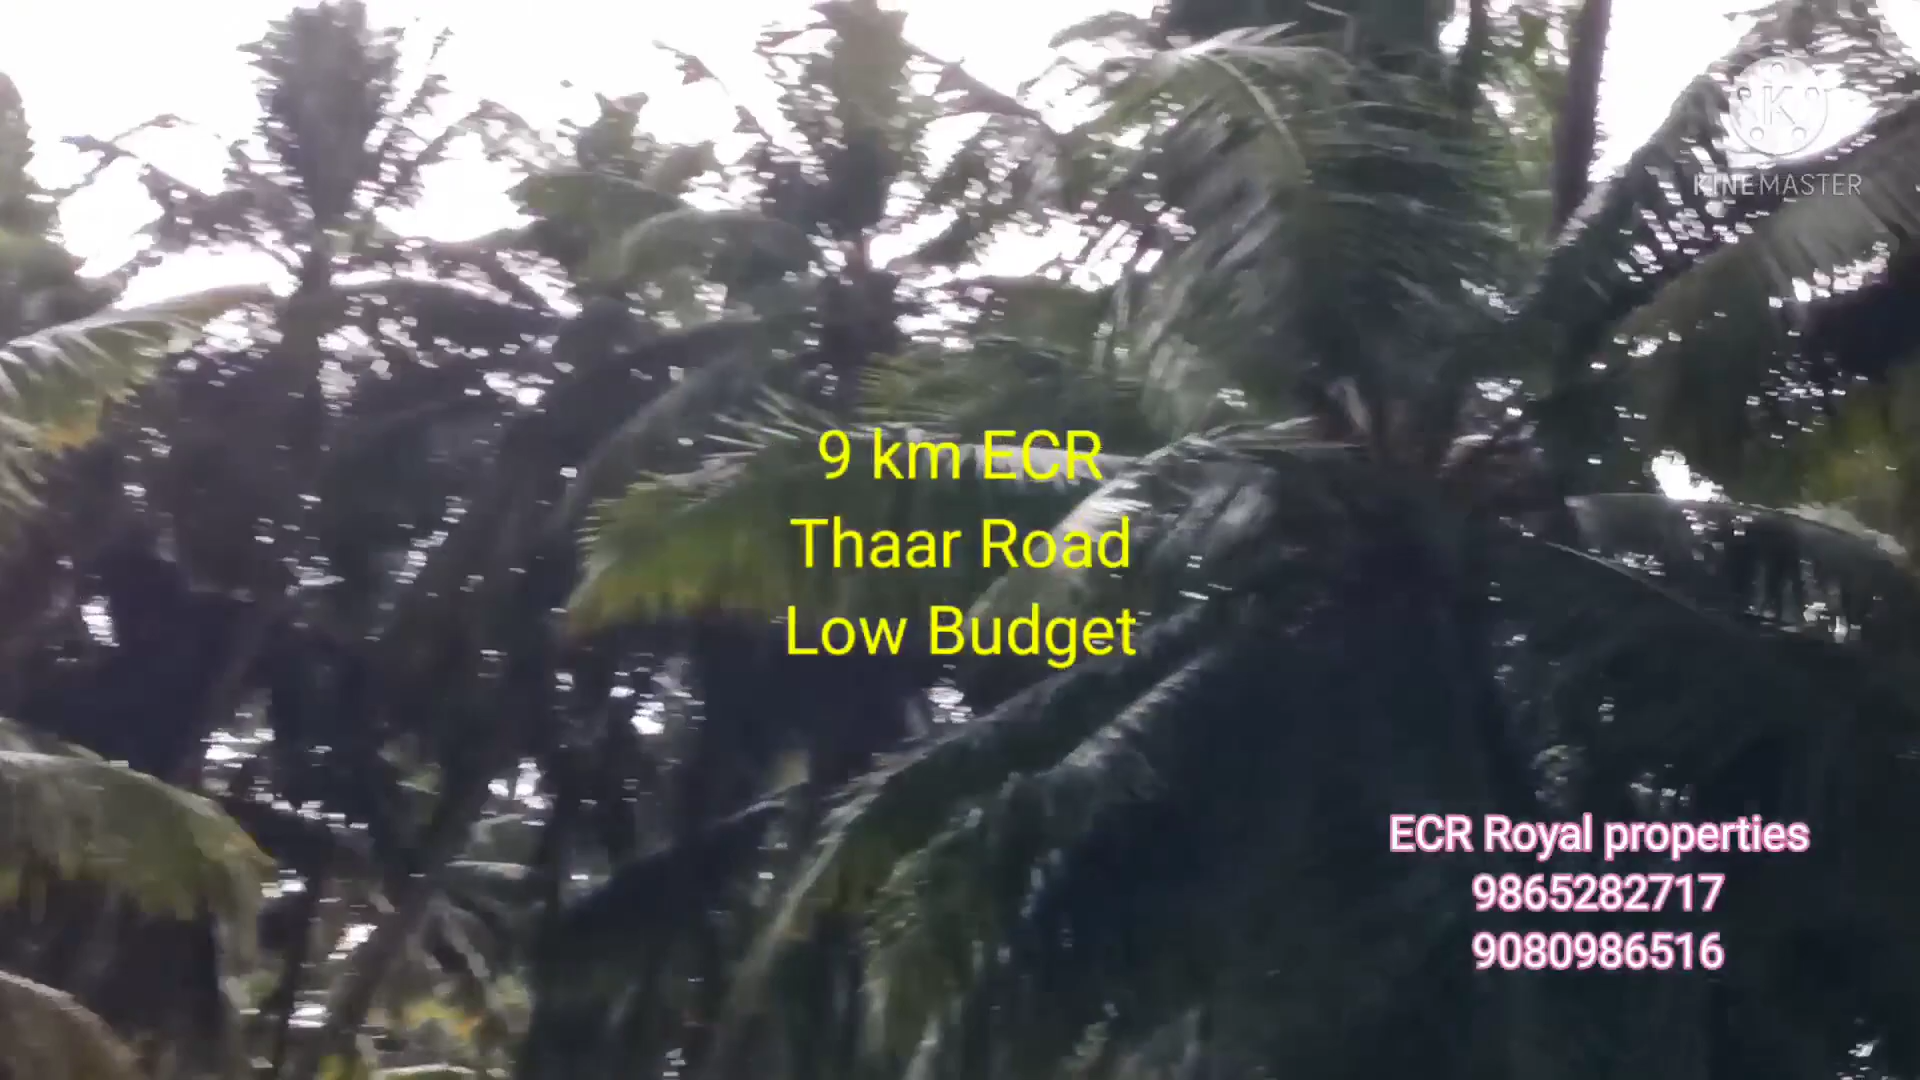 KINEMASTER
9 km ECR
Thaar Road
Low Budget
ECR Royal properties
9865282717
9080986516